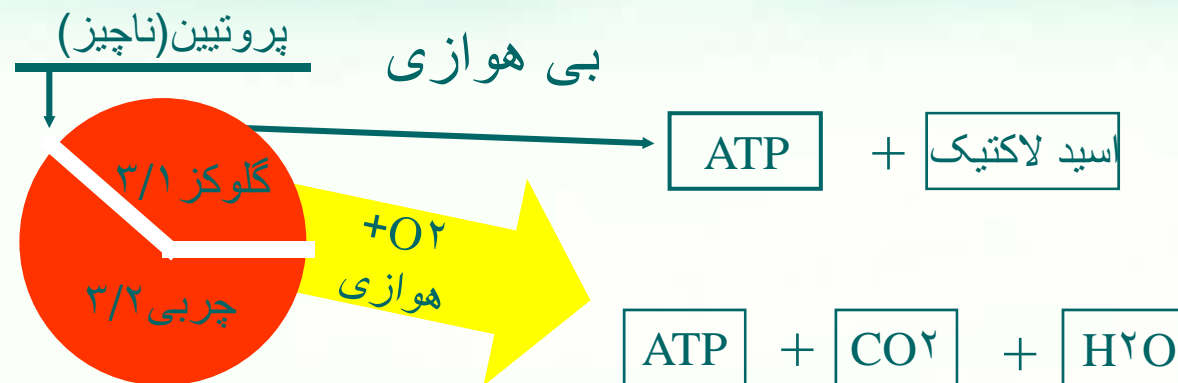 پروتیین(ناچیز)
بی هوازی
ATP + اسید لاکتیک
گلوکز ۳/۱
+O۲
هوازی
چربی۳/۲
ATP + CO۲ + H۲O